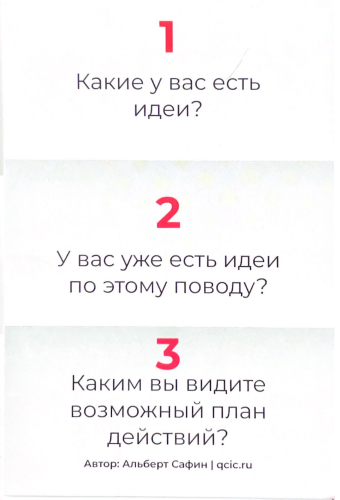 1
Какие у вас есть
идеи?
2
У вас уже есть идеи
по этому поводу?
3
Каким вы видите
возможный план
действий?
Автор: Альберт Сафин | qcic.ru